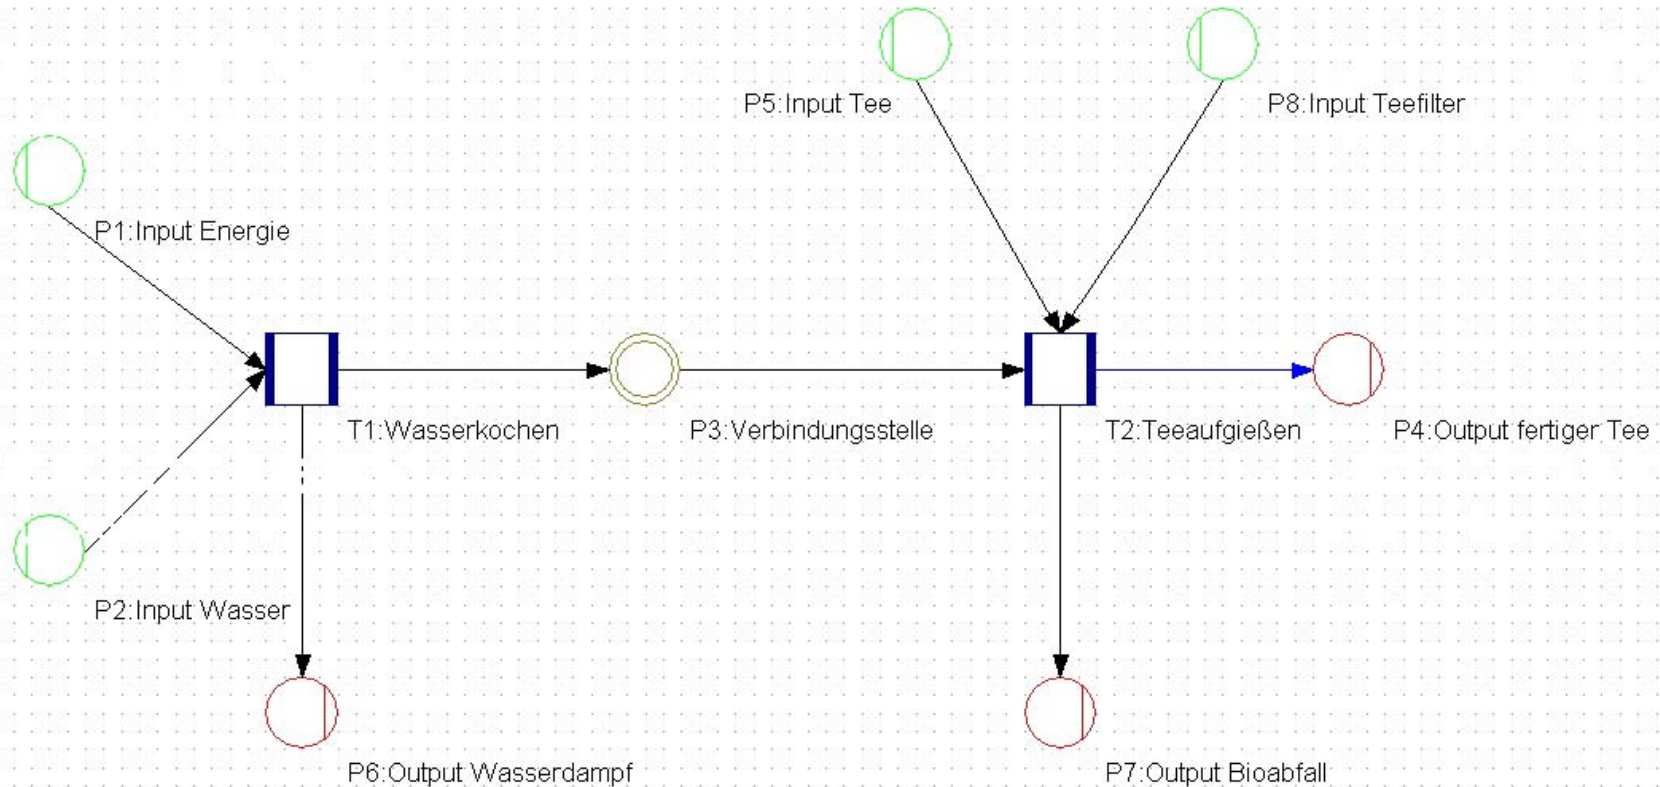 P5:Input Tee
P8:Input Teefilter
P1:Input Energie
T1:Wasserkochen
P3:Verbindungsstelle
T2:Teeaufgießen
P4:Output fertiger Tee
P2:Input Wasser
P6:Output Wasserdampf
P7:Output Bioabfall